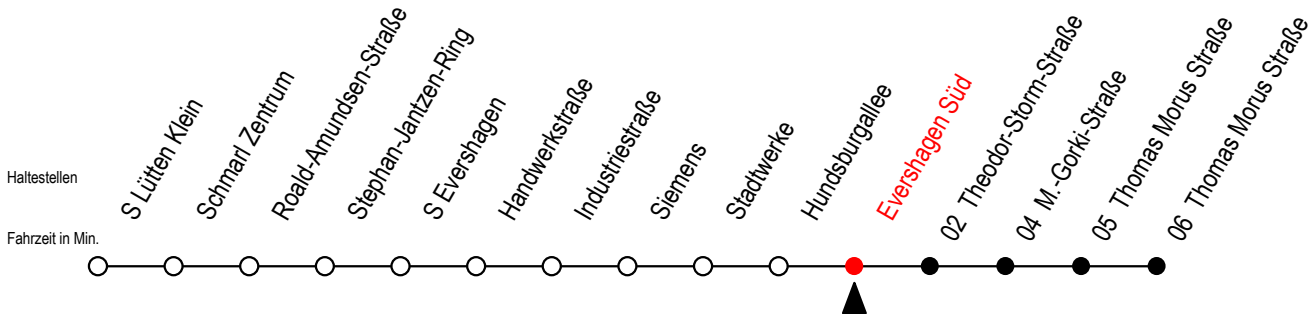 S Lütten Klein
Schmarl Zentrum
Roald-Amundsen-Straße
Stephan-Jantzen-Ring
S Evershagen
Handwerkstraße
Industriestraße
Siemens
Stadtwerke
Hundsburgallee
Evershagen Süd
02 Theodor-Storm-Straße
04 M.-Gorki-Straße
05 Thomas Morus Straße
06 Thomas Morus Straße
Haltestellen
Fahrzeit in Min.